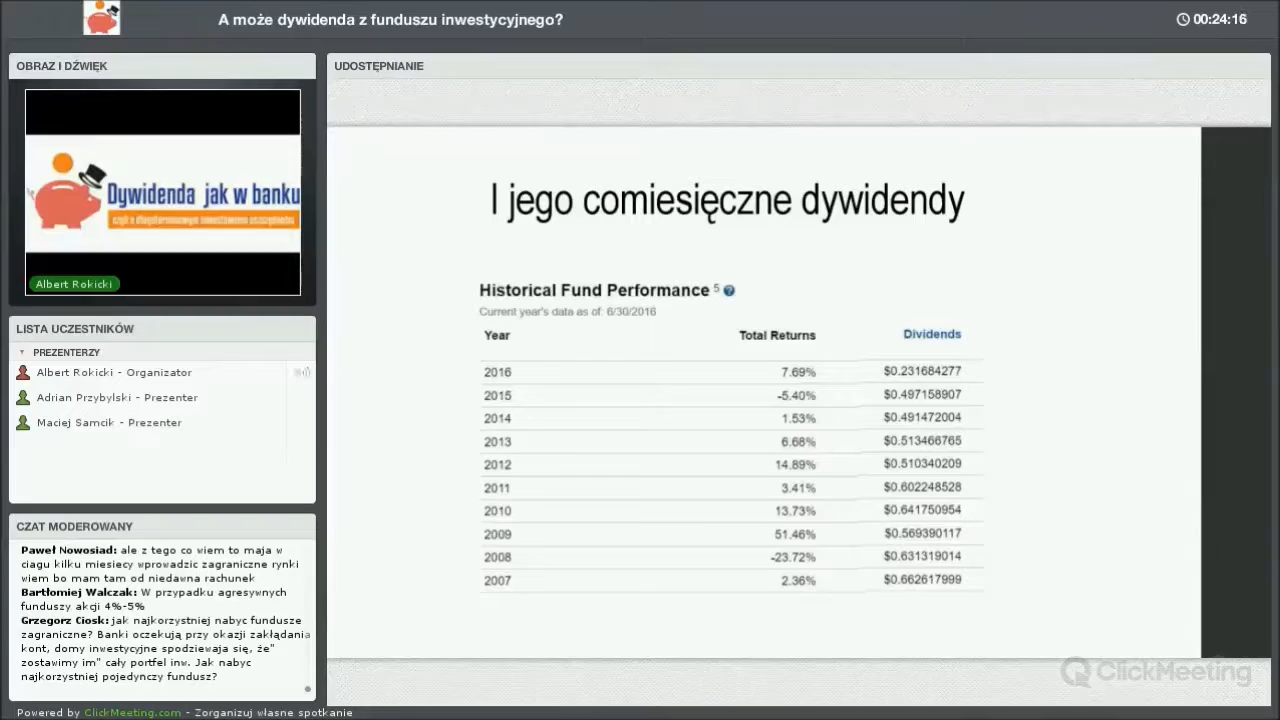 A może dywidenda z funduszu inwestycyjnego?
00:24:16
OBRAZ I DŹWIĘK
Dywidenda jak w banku
czyli o długoterminowym inwestowaniu oszczędności
Albert Rokicki
LISTA UCZESTNIKÓW
PREZENTERZY
Albert Rokicki - Organizator
Adrian Przybylski - Prezenter
Maciej Samcik - Prezenter
CZAT MODEROWANY
Paweł Nowosiad: ale z tego co wiem to maja w
ciagu kilku miesiecy wprowadzic zagraniczne rynki
wiem bo mam tam od niedawna rachunek
Bartłomiej Walczak: W przypadku agresywnych
funduszy akcji 4%-5%
Grzegorz Ciosk: jak najkorzystniej nabyc fundusze
zagraniczne? Banki oczekują przy okazji zakłądania
kont, domy inwestycyjne spodziewaja się, że"
zostawimy im" cały portfel inw. Jak nabyc
najkorzystniej pojedynczy fundusz?
Powered by ClickMeeting.com - Zorganizuj własne spotkanie
UDOSTĘPNIANIE
I jego comiesięczne dywidendy
Historical Fund Performance 5 ?
Current year's data as of: 6/30/2016
Year Total Returns Dividends
2016 7.69% $0.231684277
2015 -5.40% $0.497158907
2014 1.53% $0.491472004
2013 6.68% $0.513466765
2012 14.89% $0.510340209
2011 3.41% $0.602248528
2010 13.73% $0.641750954
2009 51.46% $0.569390117
2008 -23.72% $0.631319014
2007 2.36% $0.662617999
ClickMeeting